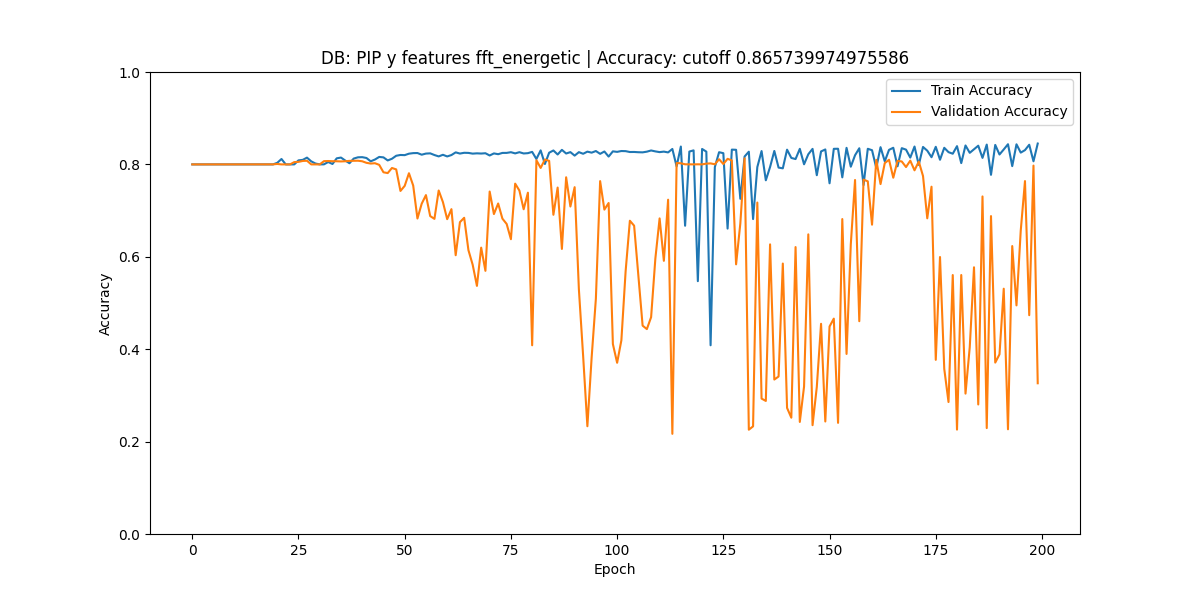 DB: PIP y features fft_energetic | Accuracy: cutoff 0.865739974975586
Train Accuracy
Validation Accuracy
1.0
0.8
0.6
0.4
0.2
0.0
Accuracy
0 25 50 75 100 125 150 175 200
Epoch